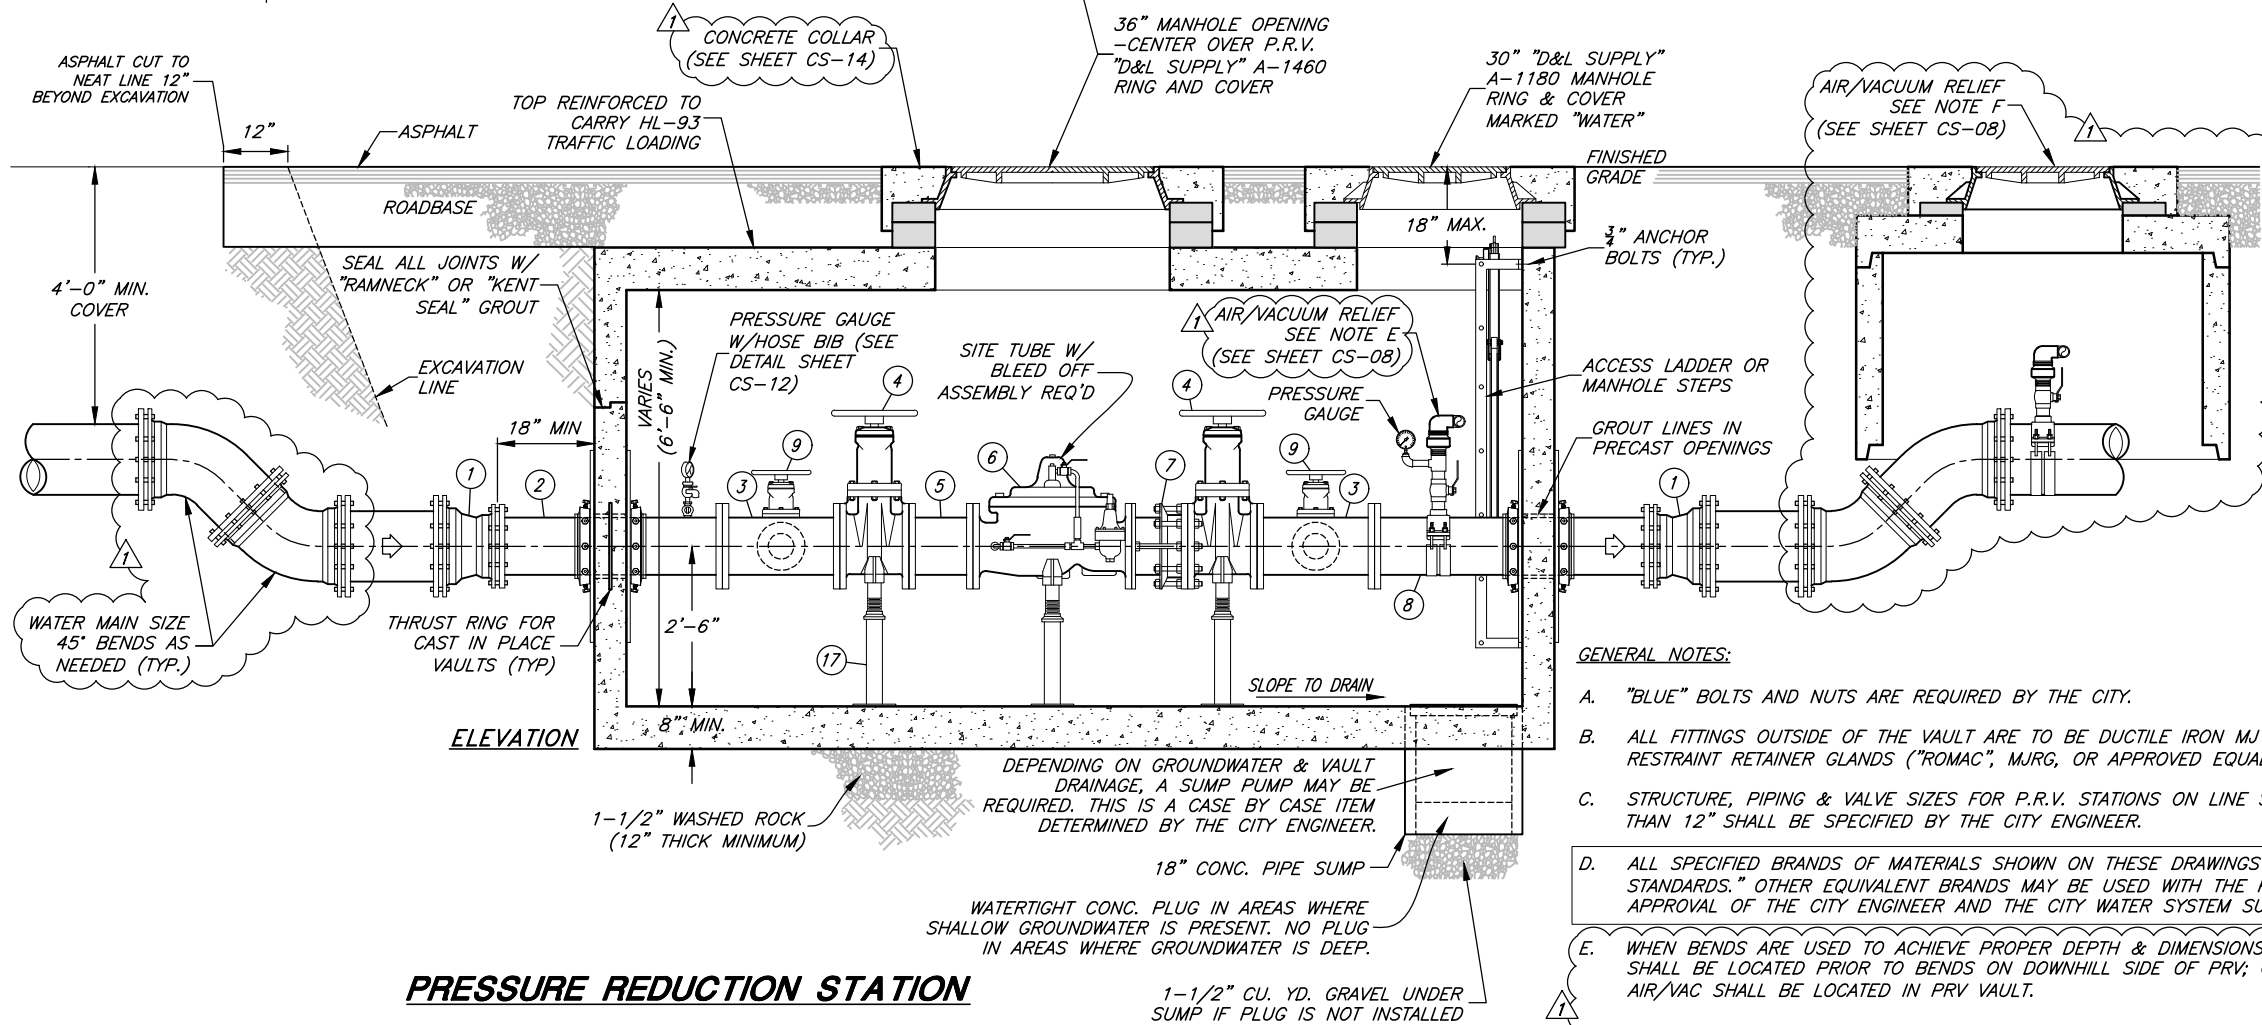 1
CONCRETE COLLAR
(SEE SHEET CS-14)
36" MANHOLE OPENING
-CENTER OVER P.R.V.
"D&L SUPPLY" A-1460
RING AND COVER
30" "D&L SUPPLY"
A-1180 MANHOLE
RING & COVER
MARKED "WATER"
AIR/VACUUM RELIEF
SEE NOTE F
(SEE SHEET CS-08)
1
ASPHALT CUT TO
NEAT LINE 12"
BEYOND EXCAVATION
12"
ASPHALT
TOP REINFORCED TO
CARRY HL-93
TRAFFIC LOADING
FINISHED
GRADE
ROADBASE
18" MAX.
3/4" ANCHOR
BOLTS (TYP.)
4'-0" MIN.
COVER
SEAL ALL JOINTS W/
"RAMNECK" OR "KENT
SEAL" GROUT
EXCAVATION
LINE
VARIES
(6'-6" MIN.)
PRESSURE GAUGE
W/HOSE BIB (SEE
DETAIL SHEET
CS-12)
SITE TUBE W/
BLEED OFF
ASSEMBLY REQ'D
1
AIR/VACUUM RELIEF
SEE NOTE E
(SEE SHEET CS-08)
PRESSURE
GAUGE
ACCESS LADDER OR
MANHOLE STEPS
GROUT LINES IN
PRECAST OPENINGS
18" MIN
4
4
9
9
6
7
1
2
3
5
3
1
8
17
1
WATER MAIN SIZE
45° BENDS AS
NEEDED (TYP.)
THRUST RING FOR
CAST IN PLACE
VAULTS (TYP)
2'-6"
SLOPE TO DRAIN
8" MIN.
ELEVATION
1-1/2" WASHED ROCK
(12" THICK MINIMUM)
DEPENDING ON GROUNDWATER & VAULT
DRAINAGE, A SUMP PUMP MAY BE
REQUIRED. THIS IS A CASE BY CASE ITEM
DETERMINED BY THE CITY ENGINEER.
18" CONC. PIPE SUMP
WATERTIGHT CONC. PLUG IN AREAS WHERE
SHALLOW GROUNDWATER IS PRESENT. NO PLUG
IN AREAS WHERE GROUNDWATER IS DEEP.
1-1/2" CU. YD. GRAVEL UNDER
SUMP IF PLUG IS NOT INSTALLED
PRESSURE REDUCTION STATION
GENERAL NOTES:
A. "BLUE" BOLTS AND NUTS ARE REQUIRED BY THE CITY.
B. ALL FITTINGS OUTSIDE OF THE VAULT ARE TO BE DUCTILE IRON MJ
RESTRAINT RETAINER GLANDS ("ROMAC", MJRG, OR APPROVED EQUAL
C. STRUCTURE, PIPING & VALVE SIZES FOR P.R.V. STATIONS ON LINE
THAN 12" SHALL BE SPECIFIED BY THE CITY ENGINEER.
D. ALL SPECIFIED BRANDS OF MATERIALS SHOWN ON THESE DRAWINGS
STANDARDS." OTHER EQUIVALENT BRANDS MAY BE USED WITH THE
APPROVAL OF THE CITY ENGINEER AND THE CITY WATER SYSTEM
E. WHEN BENDS ARE USED TO ACHIEVE PROPER DEPTH & DIMENSIONS
SHALL BE LOCATED PRIOR TO BENDS ON DOWNHILL SIDE OF PRV;
AIR/VAC SHALL BE LOCATED IN PRV VAULT.
1